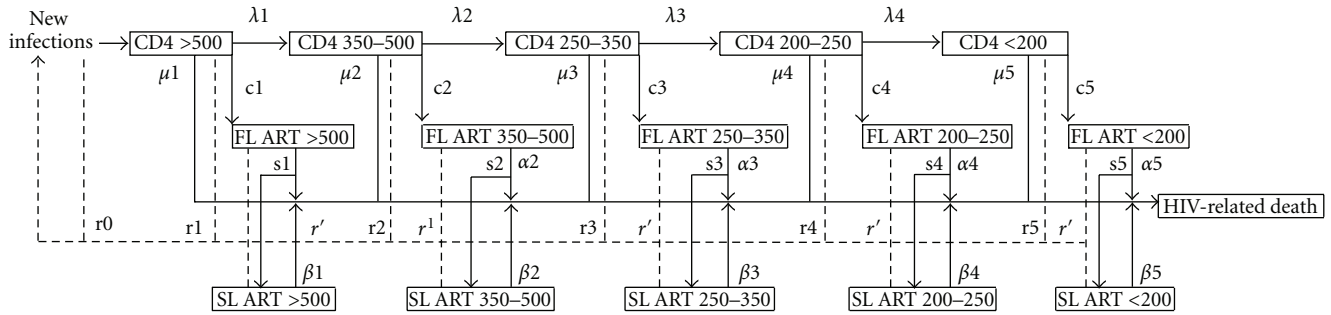 λ1 λ2 λ3 λ4
New
infections
CD4 >500 CD4 350–500 CD4 250–350 CD4 200–250 CD4 <200
μ1 μ2 μ3 μ4 μ5
c1 c2 c3 c4 c5
FL ART >500 FL ART 350–500 FL ART 250–350 FL ART 200–250 FL ART <200
s1 s2 α2 s3 α3 s4 α4 s5 α5
HIV-related death
r0 r1 r′ r2 r¹ r3 r′ r4 r′ r5 r′
β1 β2 β3 β4 β5
SL ART >500 SL ART 350–500 SL ART 250–350 SL ART 200–250 SL ART <200